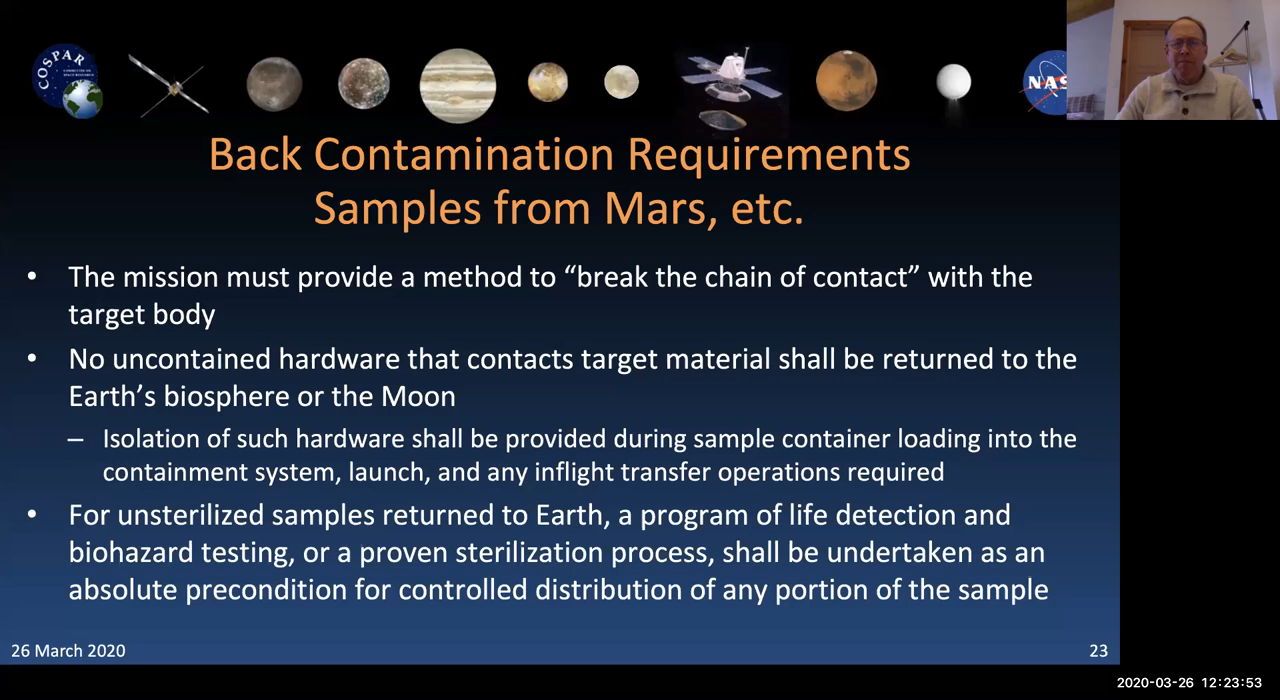 COSPAR
NAS
Back Contamination Requirements
Samples from Mars, etc.
• The mission must provide a method to “break the chain of contact” with the
target body
• No uncontained hardware that contacts target material shall be returned to the
Earth’s biosphere or the Moon
– Isolation of such hardware shall be provided during sample container loading into the
containment system, launch, and any inflight transfer operations required
• For unsterilized samples returned to Earth, a program of life detection and
biohazard testing, or a proven sterilization process, shall be undertaken as an
absolute precondition for controlled distribution of any portion of the sample
26 March 2020
23
2020-03-26 12:23:53